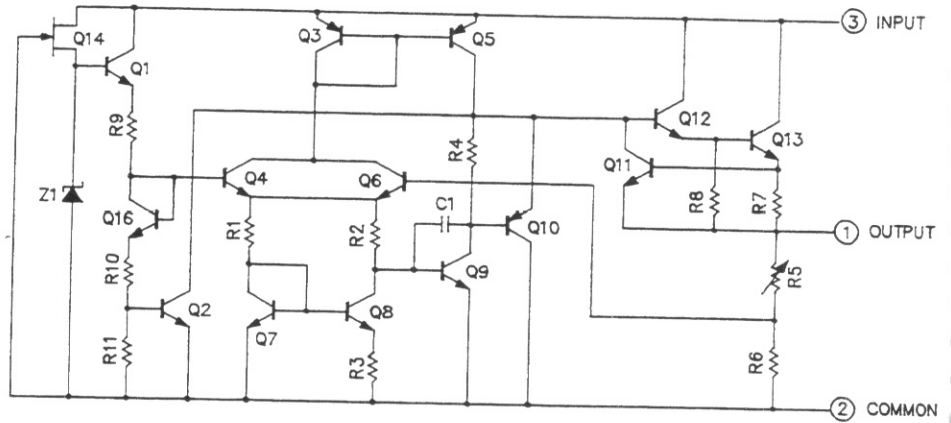 Q14
Q3
Q5
3 INPUT
Q1
R9
Q12
Q13
R4
Q11
Z1
Q4
Q6
Q16
C1
Q10
R8
R7
1 OUTPUT
R1
R2
R10
Q9
R5
Q2
Q7
Q8
R11
R3
R6
2 COMMON